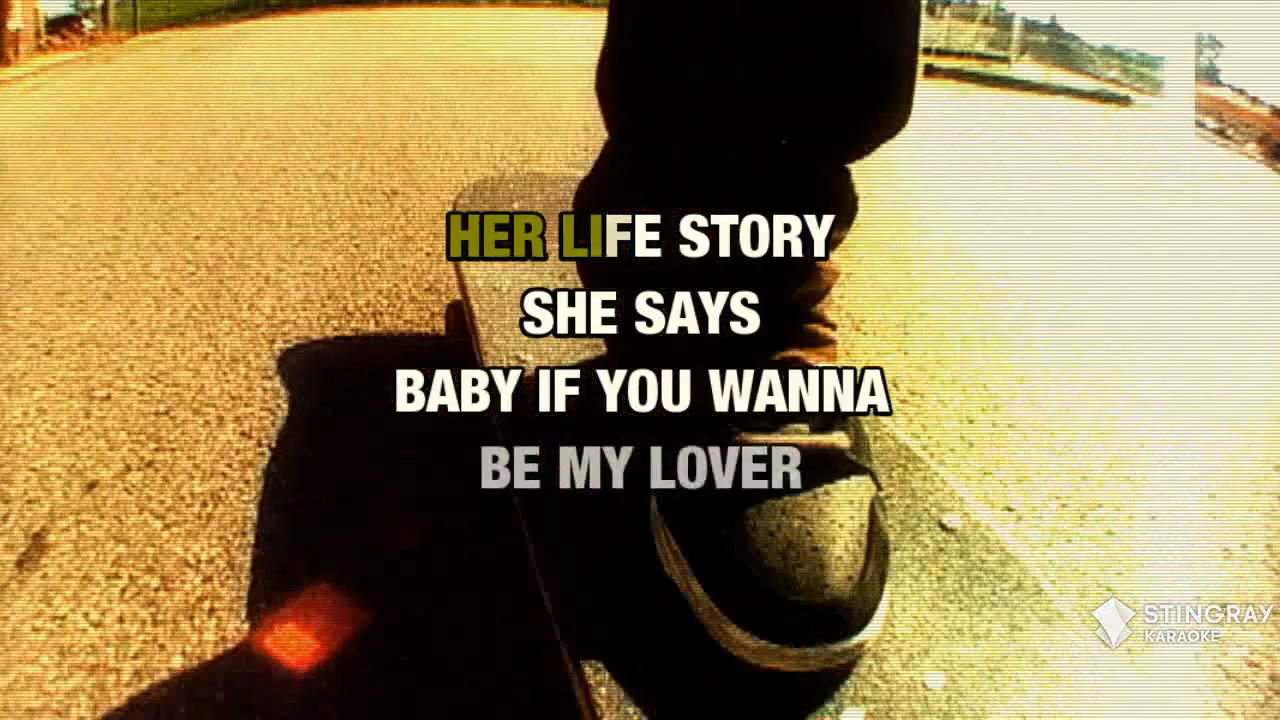 HER LIFE STORY
SHE SAYS
BABY IF YOU WANNA
BE MY LOVER
STINGRAY
KARAOKE